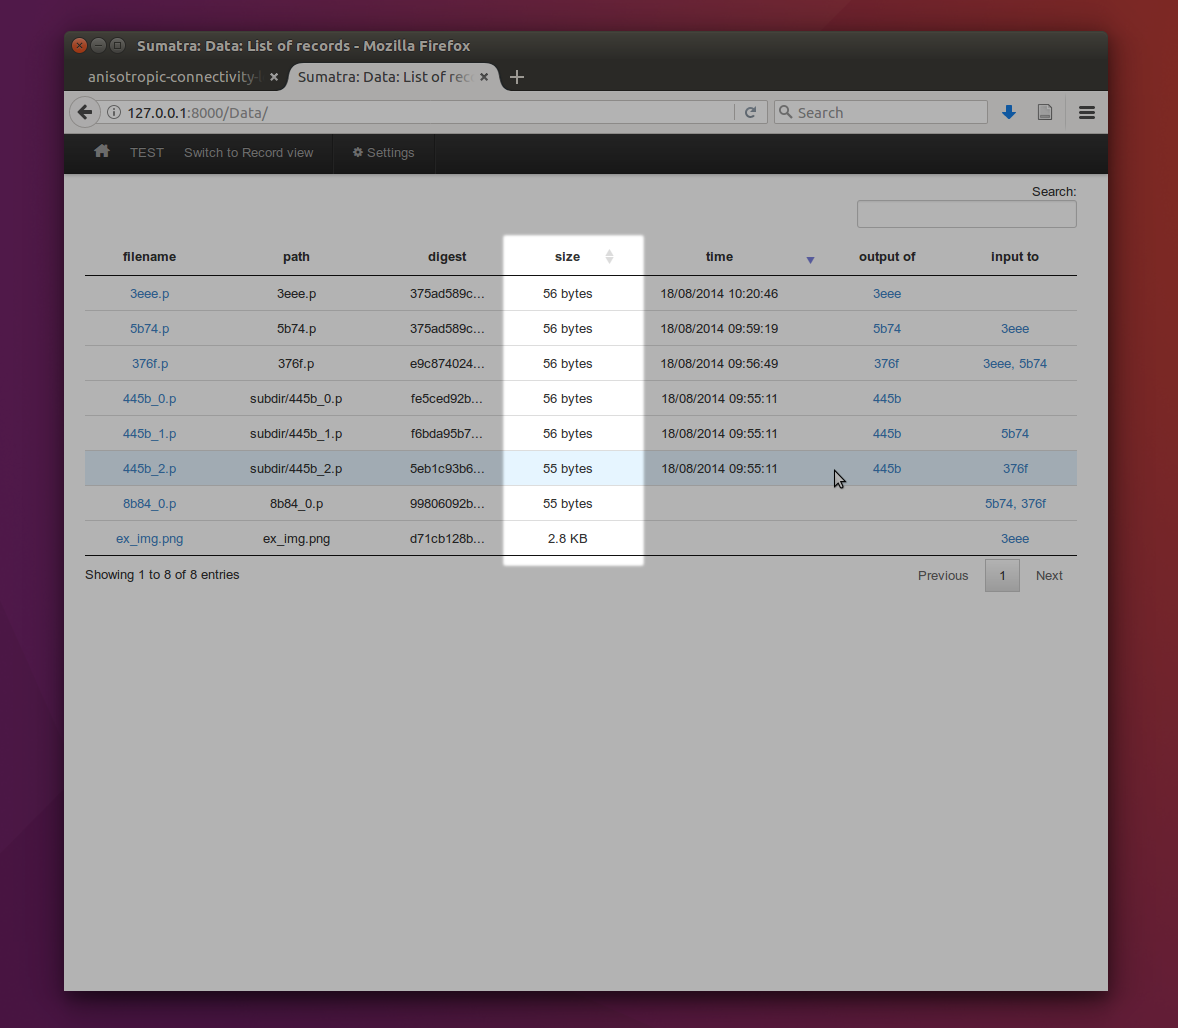 Sumatra: Data: List of records - Mozilla Firefox
anisotropic-connectivity- Sumatra: Data: List of rec
127.0.0.1:8000/Data/ Search
TEST Switch to Record view Settings
Search:
filename path digest size time output of input to
3eee.p 3eee.p 375ad589c... 56 bytes 18/08/2014 10:20:46 3eee
5b74.p 5b74.p 375ad589c... 56 bytes 18/08/2014 09:59:19 5b74 3eee
376f.p 376f.p e9c874024... 56 bytes 18/08/2014 09:56:49 376f 3eee, 5b74
445b_0.p subdir/445b_0.p fe5ced92b... 56 bytes 18/08/2014 09:55:11 445b
445b_1.p subdir/445b_1.p f6bda95b7... 56 bytes 18/08/2014 09:55:11 445b 5b74
445b_2.p subdir/445b_2.p 5eb1c93b6... 55 bytes 18/08/2014 09:55:11 445b 376f
8b84_0.p 8b84_0.p 99806092b... 55 bytes 5b74, 376f
ex_img.png ex_img.png d71cb128b... 2.8 KB 3eee
Showing 1 to 8 of 8 entries Previous 1 Next